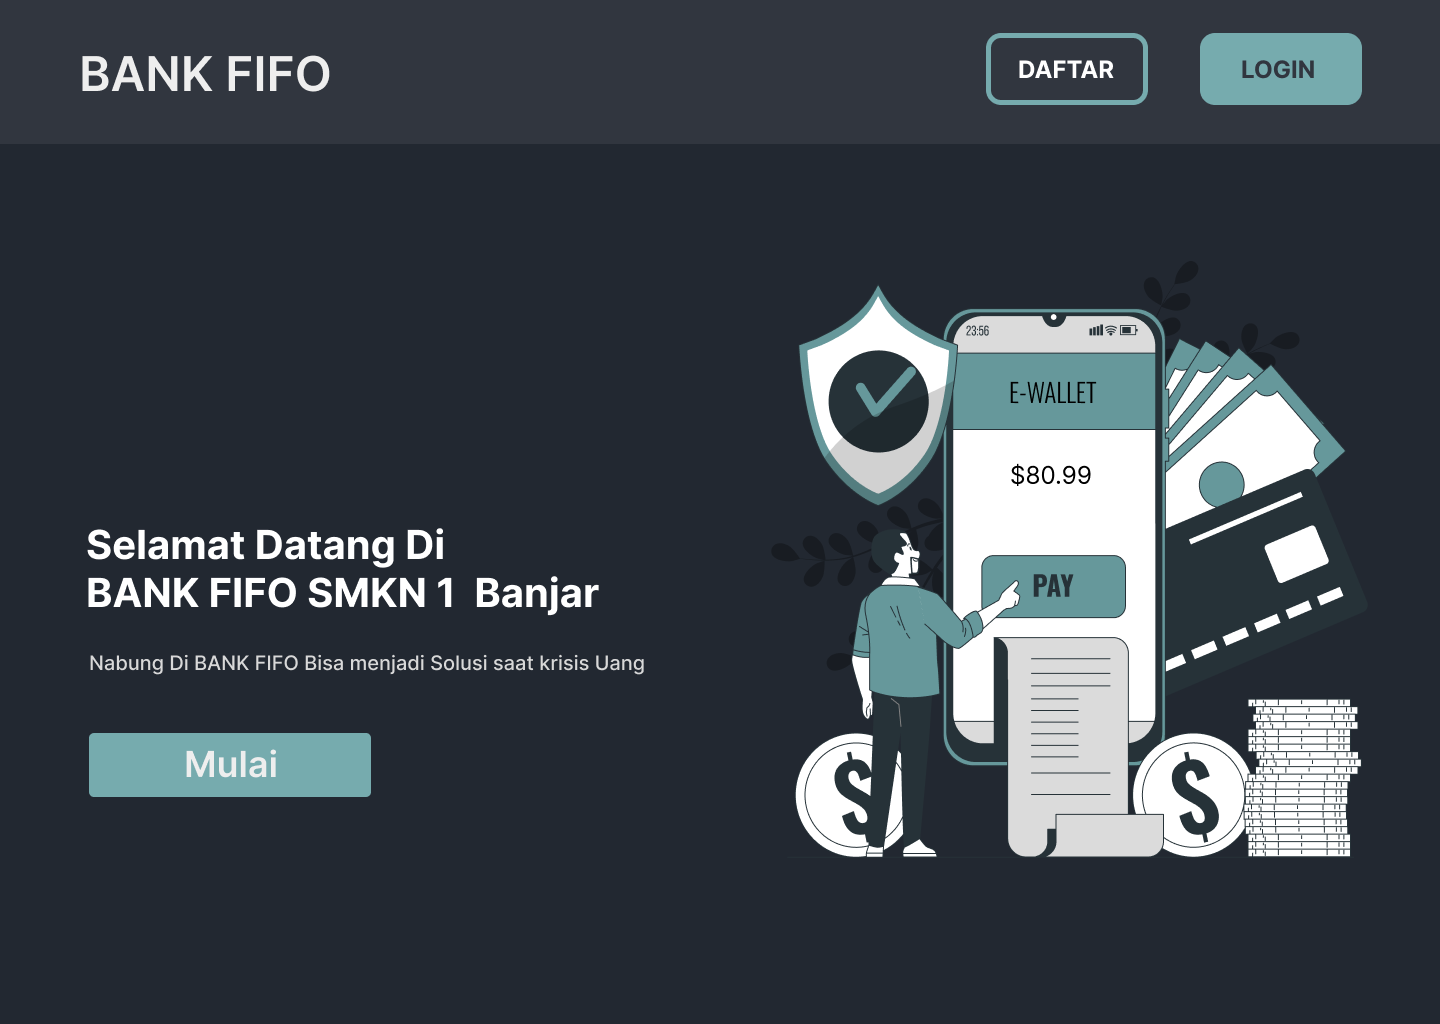 BANK FIFO
DAFTAR
LOGIN
Selamat Datang Di
BANK FIFO SMKN 1  Banjar
Nabung Di BANK FIFO Bisa menjadi Solusi saat krisis Uang
Mulai
23:56
E-WALLET
$80.99
PAY
$
$